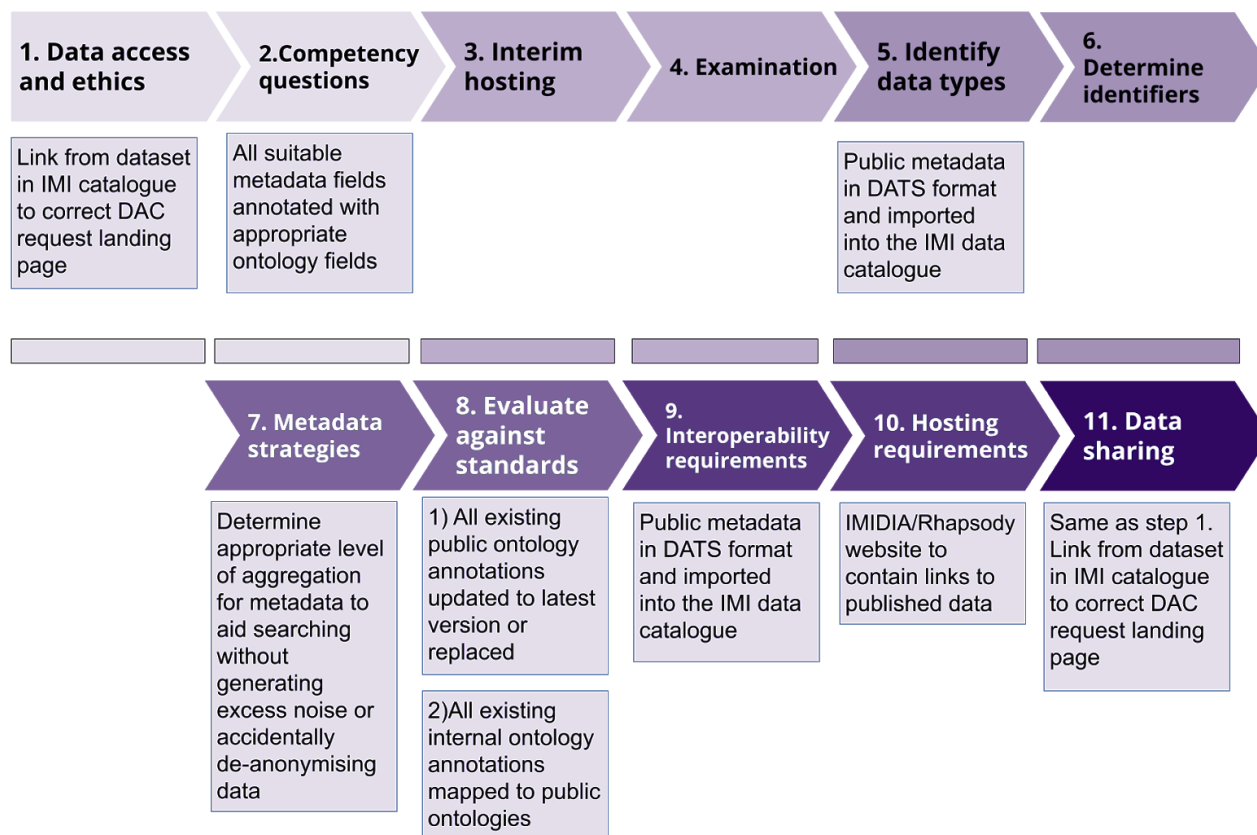 1. Data access
and ethics
2.Competency
questions
3. Interim
hosting
4. Examination
5. Identify
data types
6.
Determine
identifiers
Link from dataset
in IMI catalogue
to correct DAC
request landing
page
All suitable
metadata fields
annotated with
appropriate
ontology fields
Public metadata
in DATS format
and imported
into the IMI data
catalogue
7. Metadata
strategies
8. Evaluate
against
standards
9.
Interoperability
requirements
10. Hosting
requirements
11. Data
sharing
Determine
appropriate level
of aggregation
for metadata to
aid searching
without
generating
excess noise or
accidentally
de-anonymising
data
1) All existing
public ontology
annotations
updated to latest
version or
replaced
2)All existing
internal ontology
annotations
mapped to public
ontologies
Public metadata
in DATS format
and imported
into the IMI data
catalogue
IMIDIA/Rhapsody
website to
contain links to
published data
Same as step 1.
Link from dataset
in IMI catalogue
to correct DAC
request landing
page